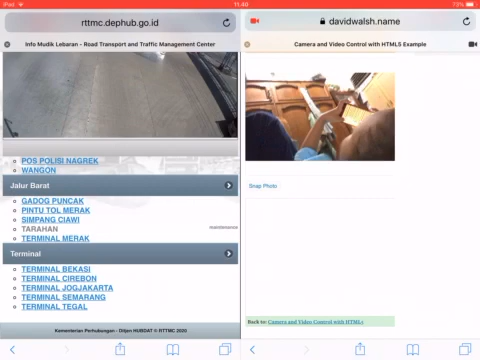 iPad
11.49
73%
rttmc.dephub.go.id
Info Mudik Lebaran - Road Transport and Traffic Management Center
POS POLISI NAGREK
WANGON
Jalur Barat
GADOG PUNCAK
PINTU TOL MERAK
SIMPANG CIAWI
TARAHAN
maintenance
TERMINAL MERAK
Terminal
TERMINAL BEKASI
TERMINAL CIREBON
TERMINAL JOGJAKARTA
TERMINAL SEMARANG
TERMINAL TEGAL
Kementerian Perhubungan - Ditjen HUBDAT © RTTMC 2020
davidwalsh.name
Camera and Video Control with HTML5 Example
Snap Photo
Back to: Camera and Video Control with HTML5